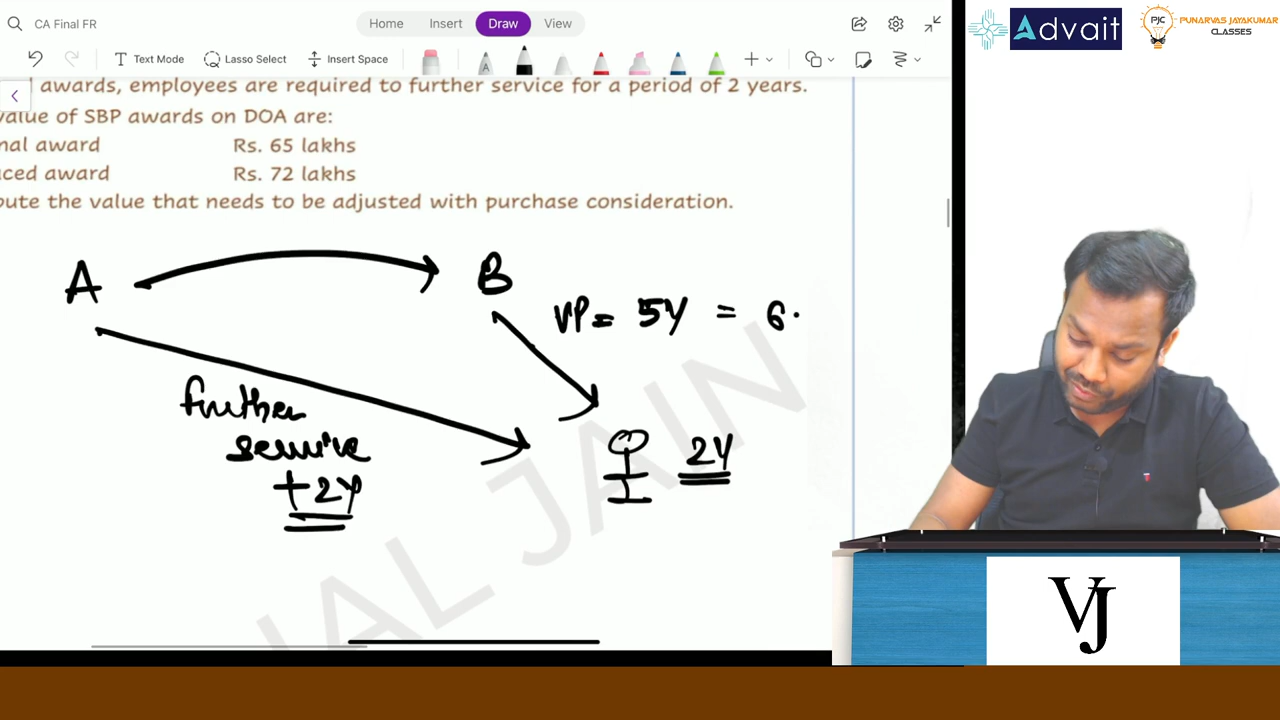 CA Final FR
Home Insert Draw View
Advait
PJC PUNARVAS JAYAKUMAR
CLASSES
Text Mode Lasso Select Insert Space
awards, employees are required to further service for a period of 2 years.
value of SBP awards on DOA are:
nal award Rs. 65 lakhs
ced award Rs. 72 lakhs
ute the value that needs to be adjusted with purchase consideration.
A B
VP = 5Y = 6.
further
service
+2Y
2Y
JAL JAIN
VJ